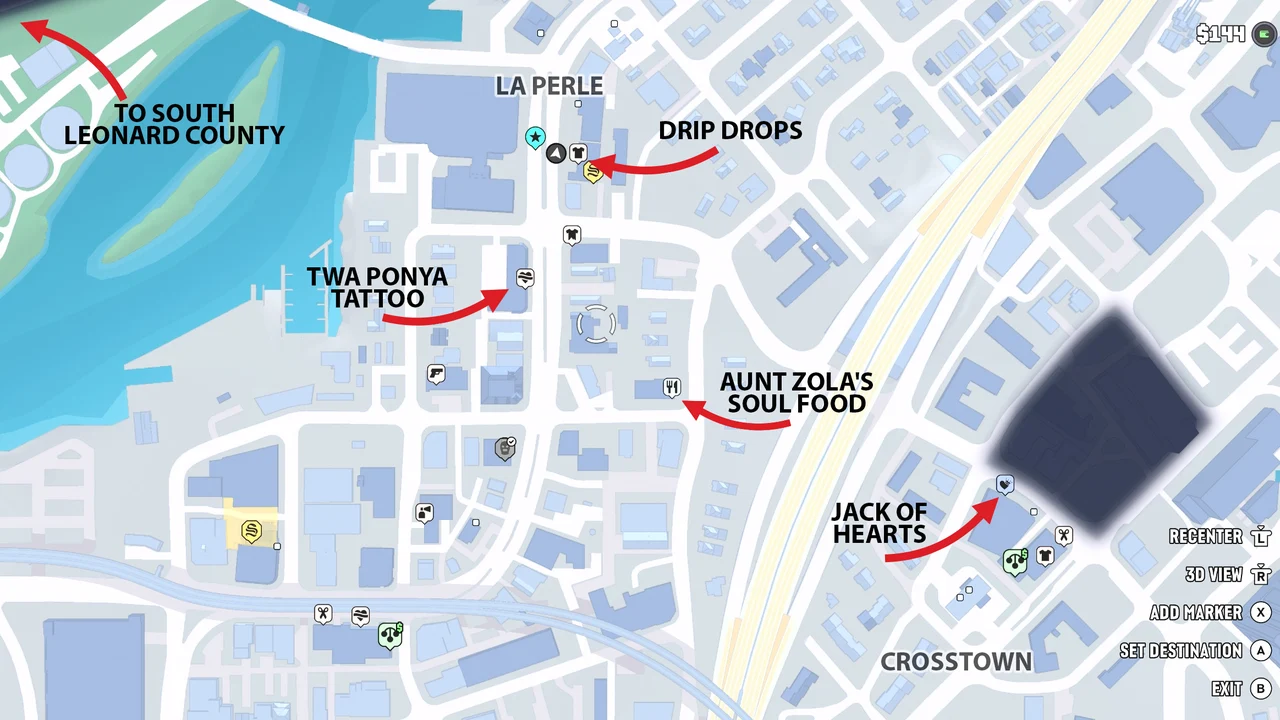 $144
LA PERLE
TO SOUTH
LEONARD COUNTY
DRIP DROPS
TWA PONYA
TATTOO
AUNT ZOLA'S
SOUL FOOD
JACK OF
HEARTS
CROSSTOWN
RECENTER L
3D VIEW R
ADD MARKER X
SET DESTINATION A
EXIT B